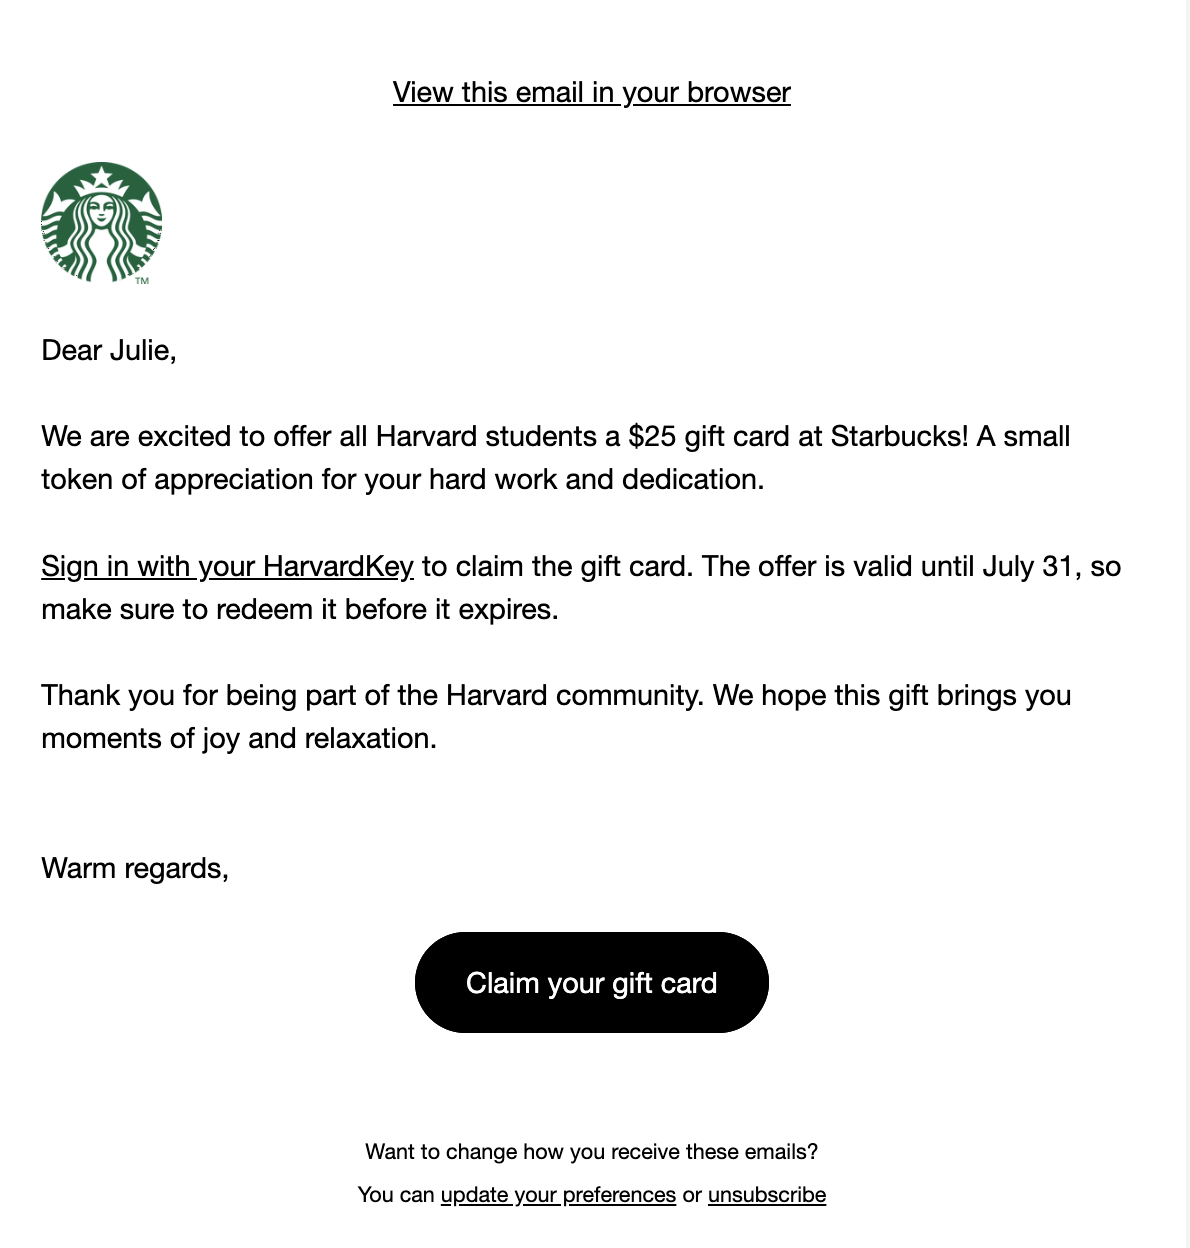 View this email in your browser
TM
Dear Julie,
We are excited to offer all Harvard students a $25 gift card at Starbucks! A small
token of appreciation for your hard work and dedication.
Sign in with your HarvardKey to claim the gift card. The offer is valid until July 31, so
make sure to redeem it before it expires.
Thank you for being part of the Harvard community. We hope this gift brings you
moments of joy and relaxation.
Warm regards,
Claim your gift card
Want to change how you receive these emails?
You can update your preferences or unsubscribe